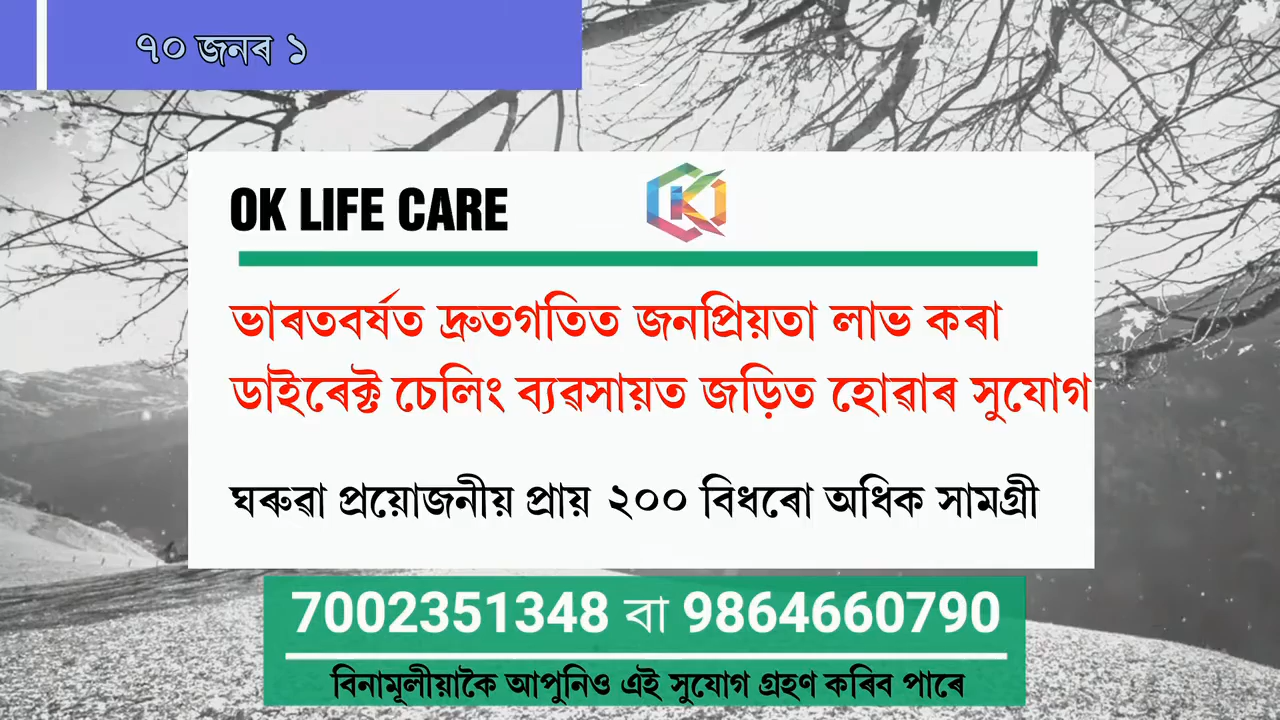 ৭০ জনৰ ১
OK LIFE CARE
ভাৰতবৰ্ষত দ্ৰুতগতিত জনপ্ৰিয়তা লাভ কৰা
ডাইৰেক্ট চেলিং ব্যৱসায়ত জড়িত হোৱাৰ সুযোগ
ঘৰুৱা প্ৰয়োজনীয় প্ৰায় ২০০ বিধৰো অধিক সামগ্ৰী
7002351348 বা 9864660790
বিনামূলীয়াকৈ আপুনিও এই সুযোগ গ্ৰহণ কৰিব পাৰে